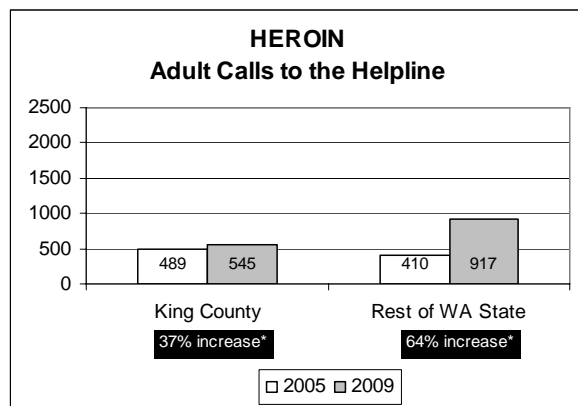 HEROIN
Adult Calls to the Helpline
2500
2000
1500
1000
500
0
489
545
410
917
King County
Rest of WA State
37% increase*
64% increase*
2005
2009